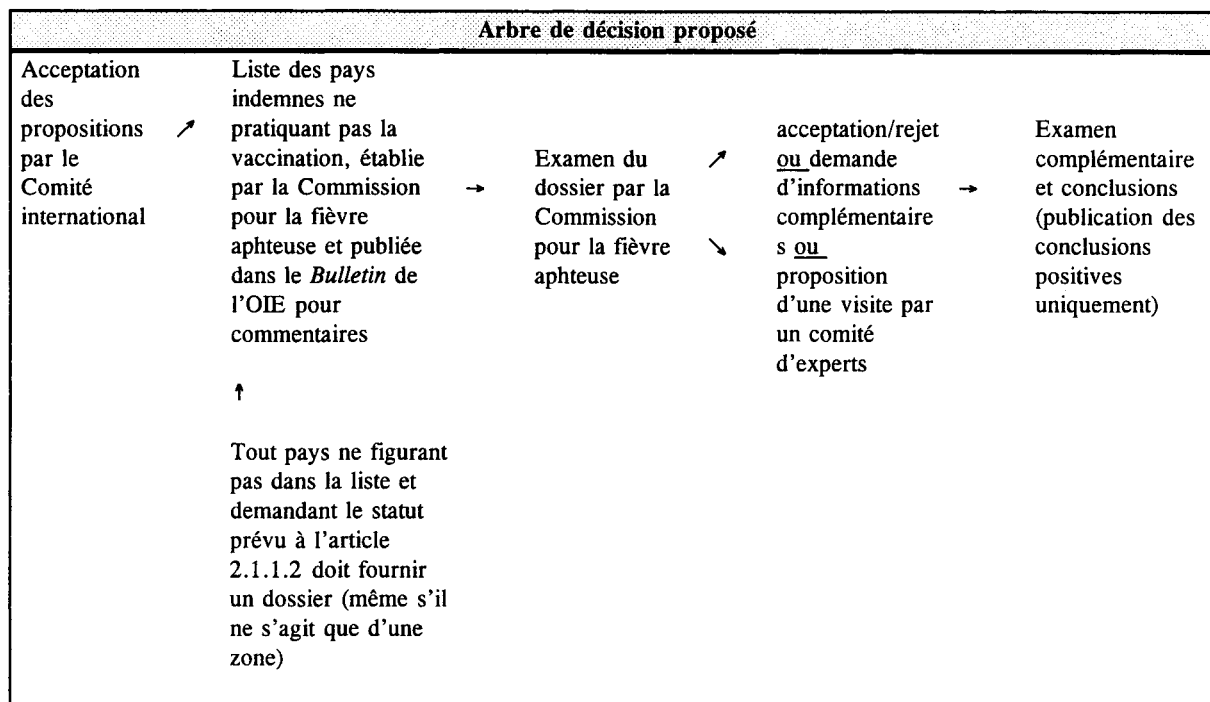 Arbre de décision proposé
Acceptation
des
propositions ↗
par le
Comité
international
Liste des pays
indemnes ne
pratiquant pas la
vaccination, établie
par la Commission →
pour la fièvre
aphteuse et publiée
dans le Bulletin de
l'OIE pour
commentaires
↑
Tout pays ne figurant
pas dans la liste et
demandant le statut
prévu à l'article
2.1.1.2 doit fournir
un dossier (même s'il
ne s'agit que d'une
zone)
Examen du ↗
dossier par la
Commission
pour la fièvre ↘
aphteuse
acceptation/rejet
ou demande
d'informations →
complémentaire
s ou
proposition
d'une visite par
un comité
d'experts
Examen
complémentaire
et conclusions
(publication des
conclusions
positives
uniquement)